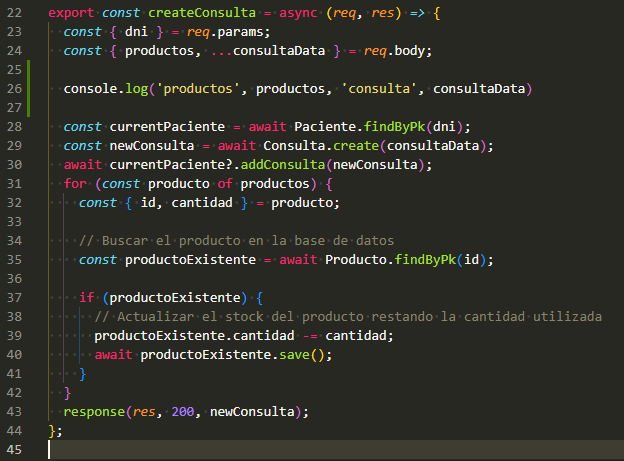 22 export const createConsulta = async (req, res) => {
23 const { dni } = req.params;
24 const { productos, ...consultaData } = req.body;
25
26 console.log('productos', productos, 'consulta', consultaData)
27
28 const currentPaciente = await Paciente.findByPk(dni);
29 const newConsulta = await Consulta.create(consultaData);
30 await currentPaciente?.addConsulta(newConsulta);
31 for (const producto of productos) {
32 const { id, cantidad } = producto;
33
34 // Buscar el producto en la base de datos
35 const productoExistente = await Producto.findByPk(id);
36
37 if (productoExistente) {
38 // Actualizar el stock del producto restando la cantidad utilizada
39 productoExistente.cantidad -= cantidad;
40 await productoExistente.save();
41 }
42 }
43 response(res, 200, newConsulta);
44 };
45